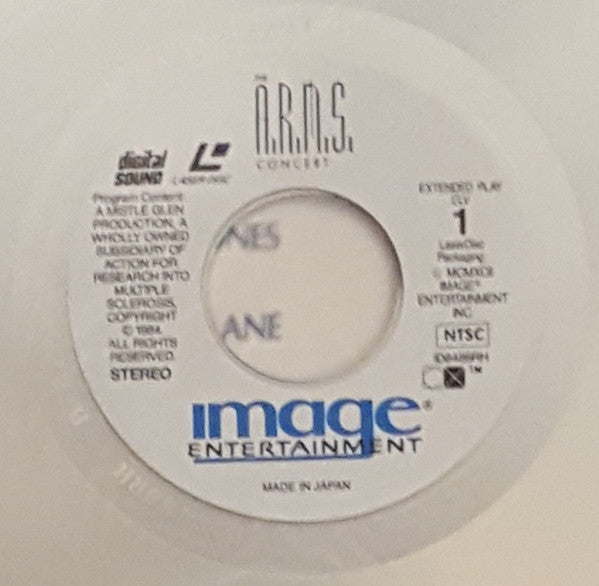 THE
A.R.M.S.
CONCERT
digital
SOUND
LASER DISC
Program Content
A MISTLE GLEN
PRODUCTION, A
WHOLLY OWNED
SUBSIDIARY OF
ACTION FOR
RESEARCH INTO
MULTIPLE
SCLEROSIS,
COPYRIGHT
© 1984,
ALL RIGHTS
RESERVED.
STEREO
NES
ANE
EXTENDED PLAY
CLV
1
LaserDisc
Packaging
© MCMXCII
IMAGE®
ENTERTAINMENT
INC.
NTSC
TM
image®
ENTERTAINMENT
MADE IN JAPAN